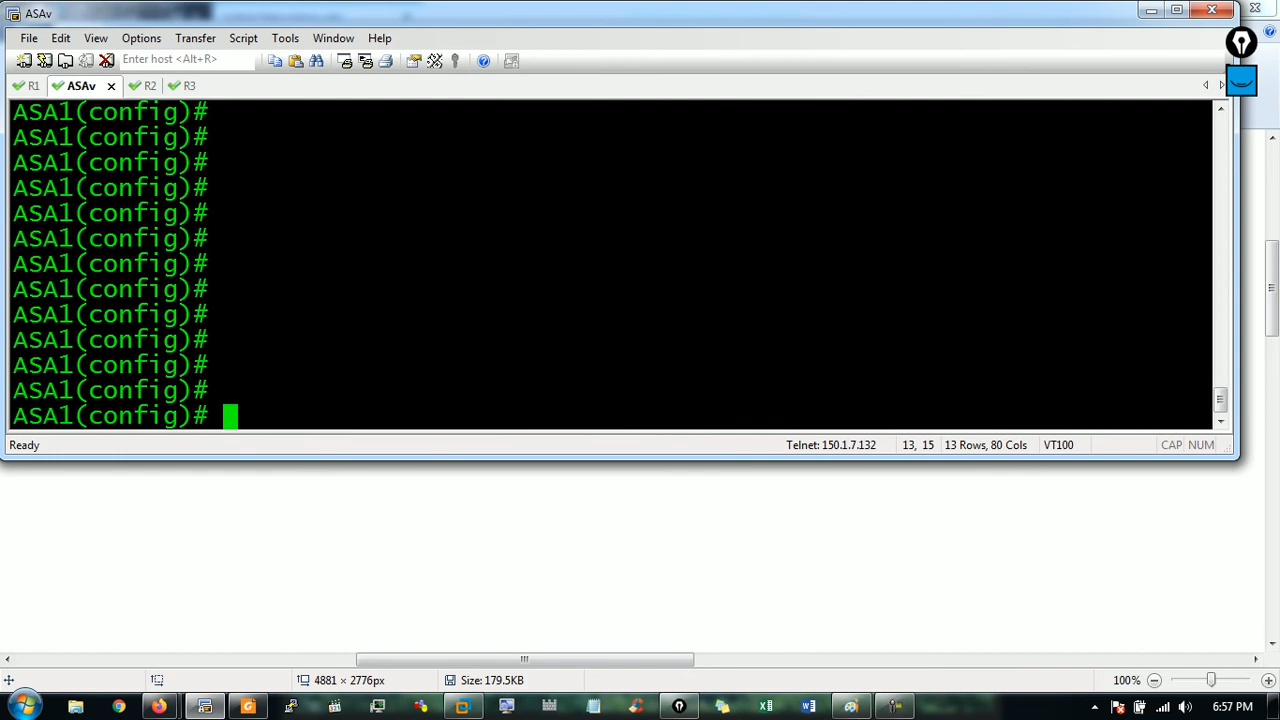 ASAv
File Edit View Options Transfer Script Tools Window Help
Enter host <Alt+R>
R1 ASAv R2 R3
ASA1(config)#
ASA1(config)#
ASA1(config)#
ASA1(config)#
ASA1(config)#
ASA1(config)#
ASA1(config)#
ASA1(config)#
ASA1(config)#
ASA1(config)#
ASA1(config)#
ASA1(config)#
ASA1(config)#
Ready Telnet: 150.1.7.132 13, 15 13 Rows, 80 Cols VT100 CAP NUM
4881 × 2776px Size: 179.5KB 100%
6:57 PM